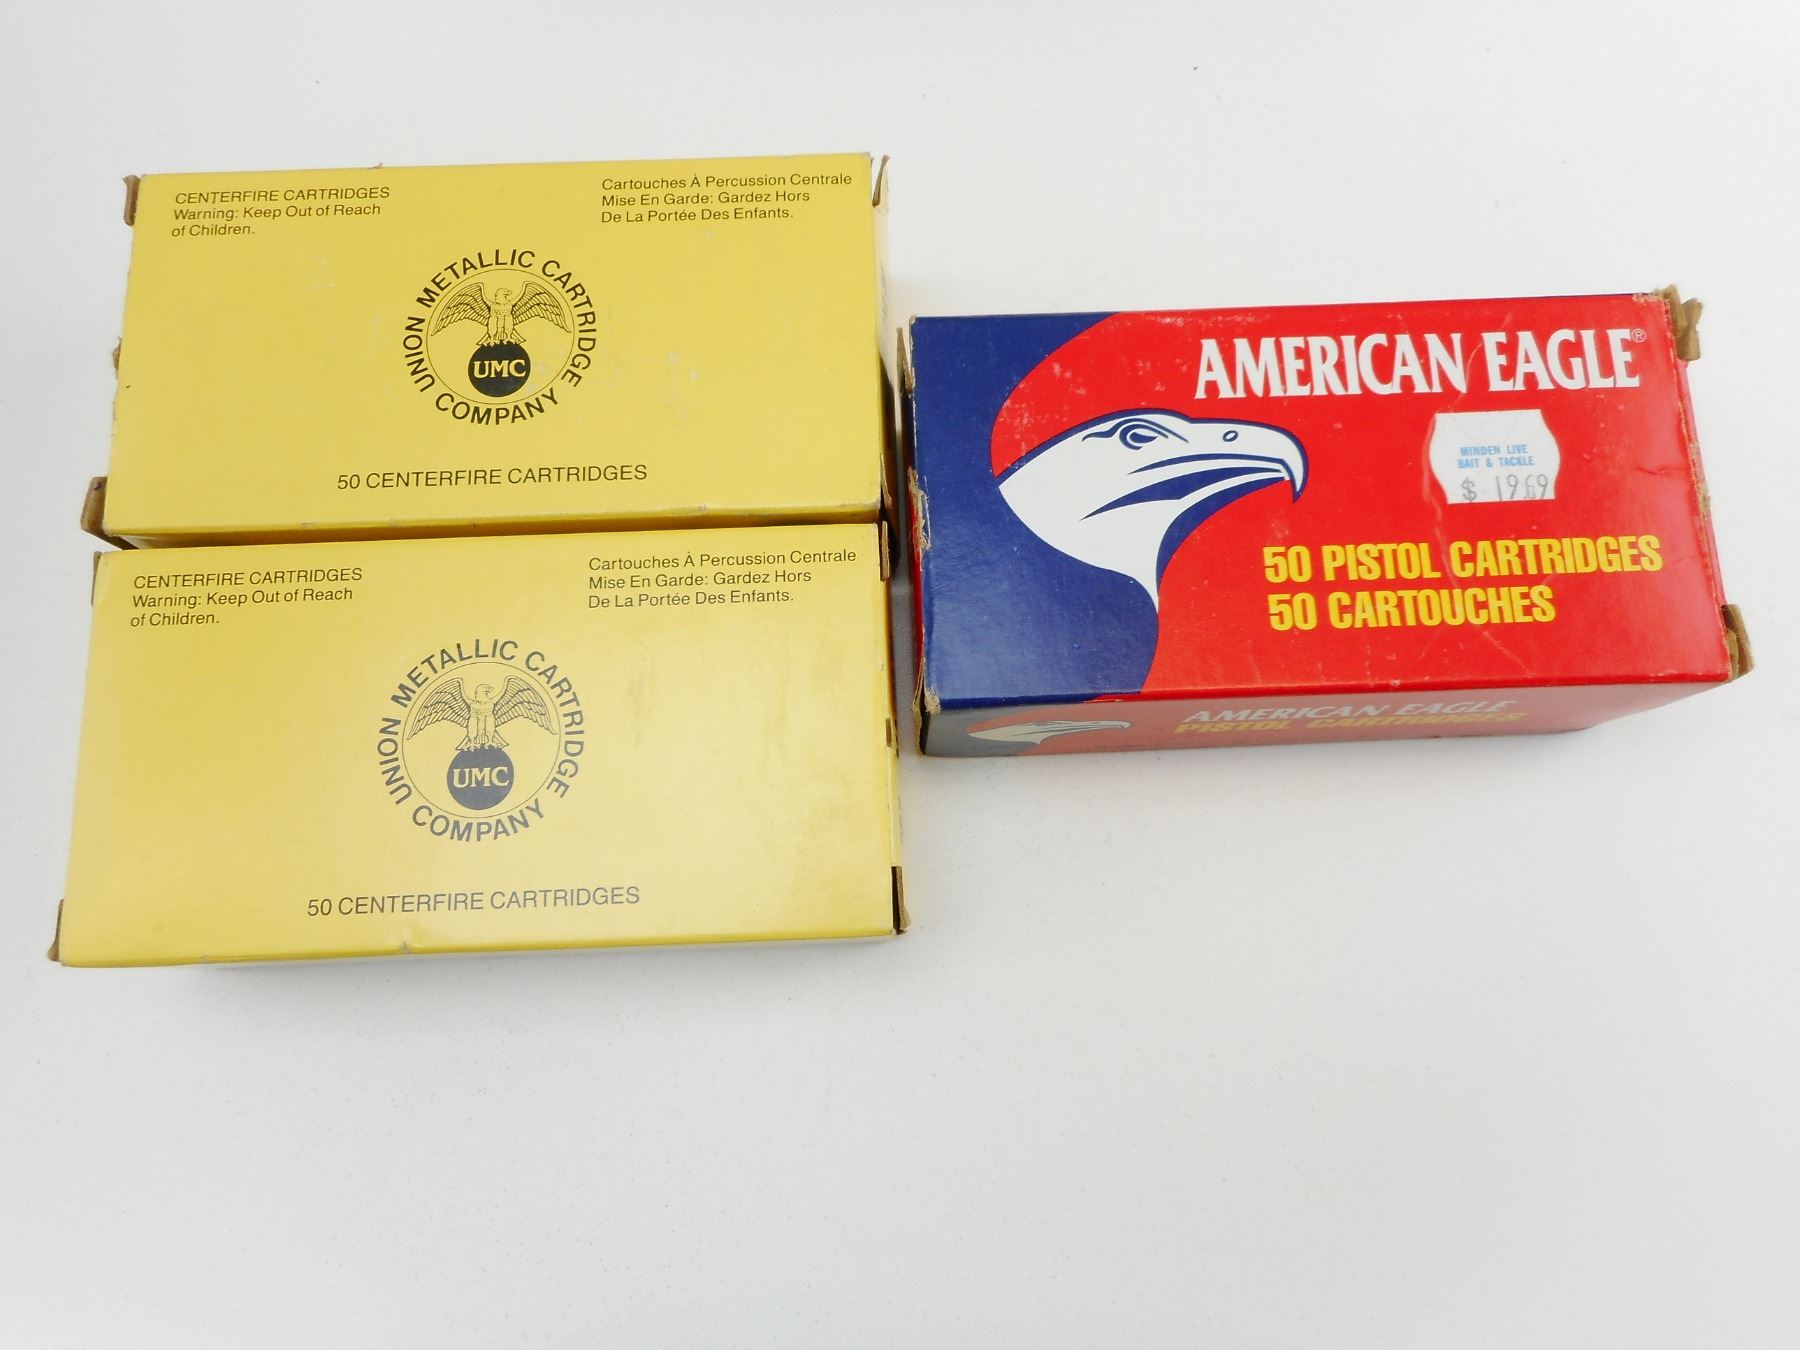 CENTERFIRE CARTRIDGES
Warning: Keep Out of Reach
of Children.
Cartouches À Percussion Centrale
Mise En Garde: Gardez Hors
De La Portée Des Enfants.
UNION METALLIC CARTRIDGE
COMPANY
UMC
50 CENTERFIRE CARTRIDGES
CENTERFIRE CARTRIDGES
Warning: Keep Out of Reach
of Children.
Cartouches À Percussion Centrale
Mise En Garde: Gardez Hors
De La Portée Des Enfants.
UNION METALLIC CARTRIDGE
COMPANY
UMC
50 CENTERFIRE CARTRIDGES
AMERICAN EAGLE®
MINDEN LIVE
BAIT & TACKLE
$ 19.69
50 PISTOL CARTRIDGES
50 CARTOUCHES
AMERICAN EAGLE
PISTOL CARTRIDGES